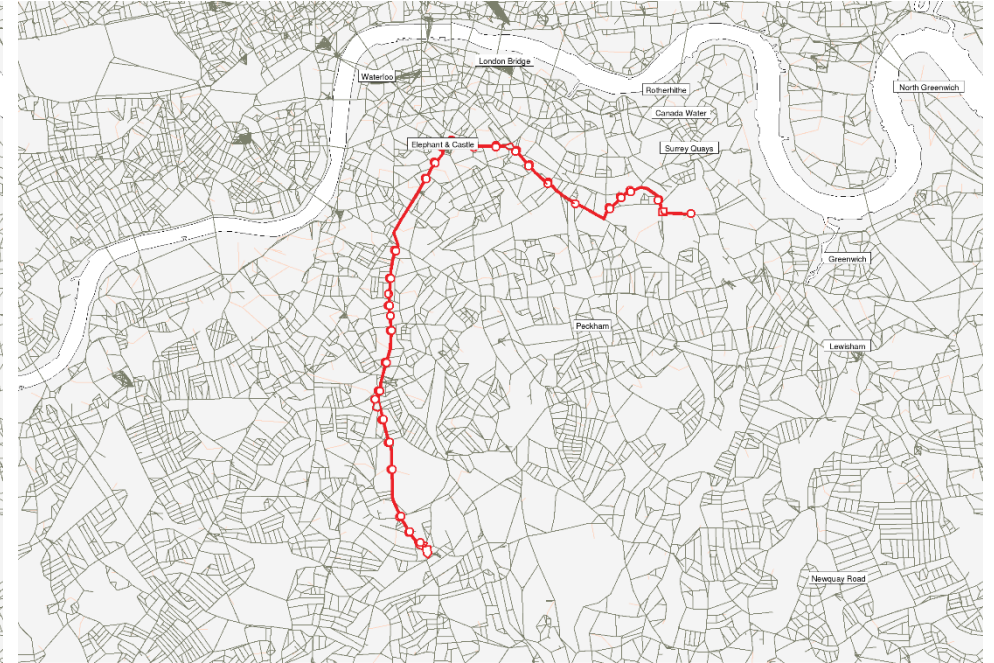 London Bridge
Waterloo
North Greenwich
Rotherhithe
Canada Water
Elephant & Castle
Surrey Quays
Greenwich
Peckham
Lewisham
Newquay Road